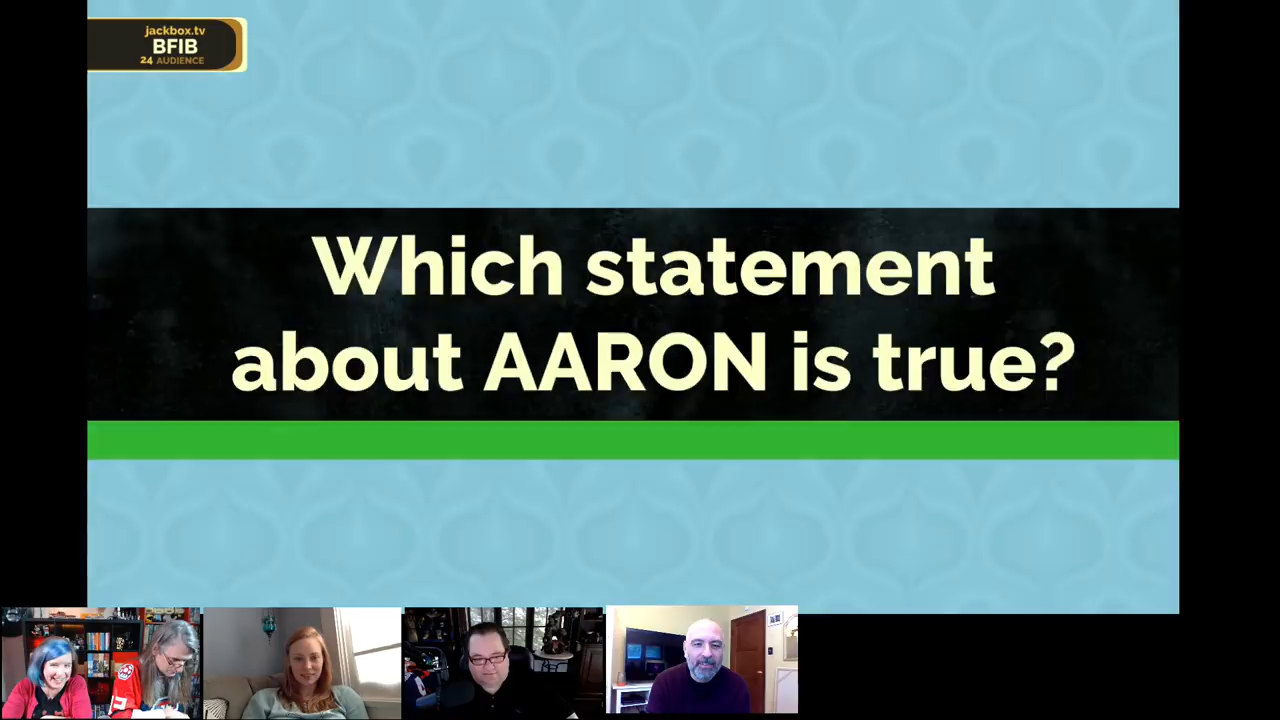 jackbox.tv
BFIB
24 AUDIENCE
Which statement
about AARON is true?